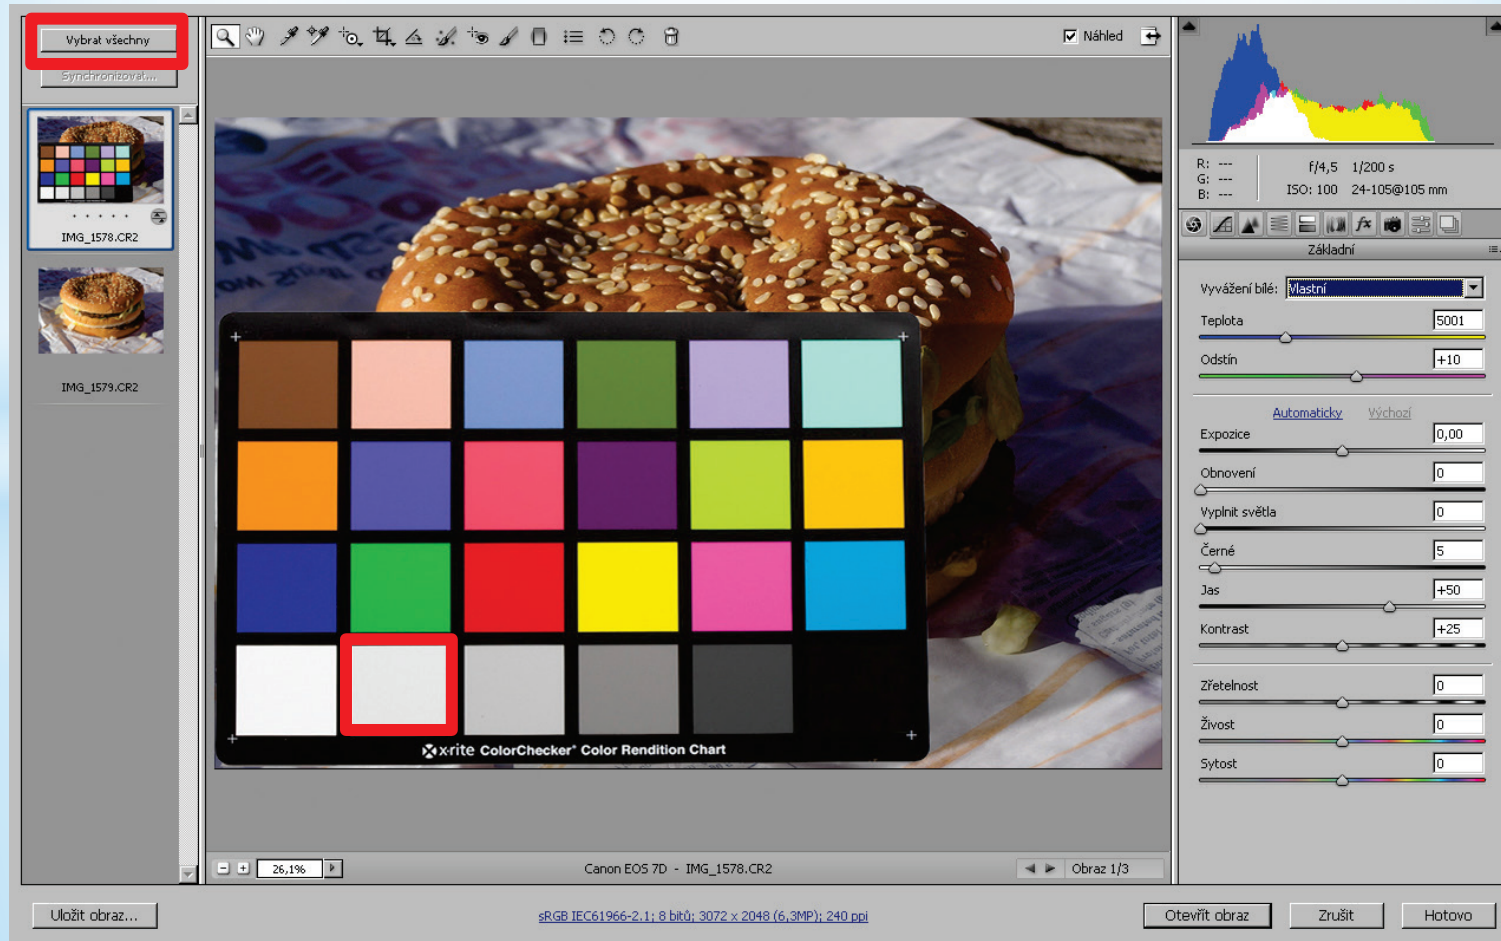 Vybrat všechny
Synchronizovat...
Náhled
IMG_1578.CR2
IMG_1579.CR2
x-rite ColorChecker® Color Rendition Chart
26,1%
Canon EOS 7D - IMG_1578.CR2
Obraz 1/3
R: ---
G: ---
B: ---
f/4,5 1/200 s
ISO: 100 24-105@105 mm
fx
Základní
Vyvážení bílé: Vlastní
Teplota 5001
Odstín +10
Automaticky Výchozí
Expozice 0,00
Obnovení 0
Vyplnit světla 0
Černé 5
Jas +50
Kontrast +25
Zřetelnost 0
Živost 0
Sytost 0
Uložit obraz...
sRGB IEC61966-2.1; 8 bitů; 3072 x 2048 (6,3MP); 240 ppi
Otevřít obraz
Zrušit
Hotovo